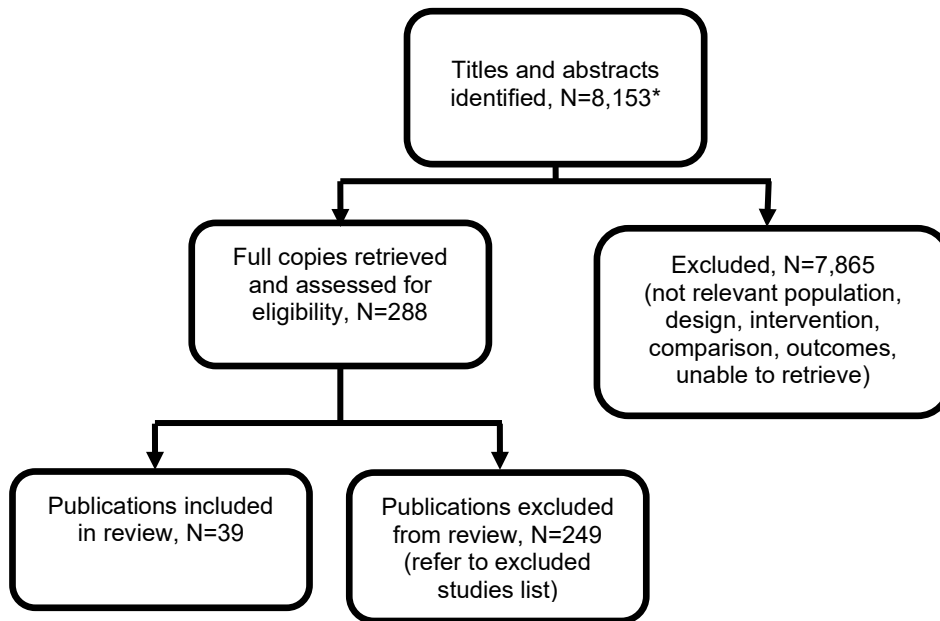 Titles and abstracts
identified, N=8,153*
Full copies retrieved
and assessed for
eligibility, N=288
Excluded, N=7,865
(not relevant population,
design, intervention,
comparison, outcomes,
unable to retrieve)
Publications included
in review, N=39
Publications excluded
from review, N=249
(refer to excluded
studies list)